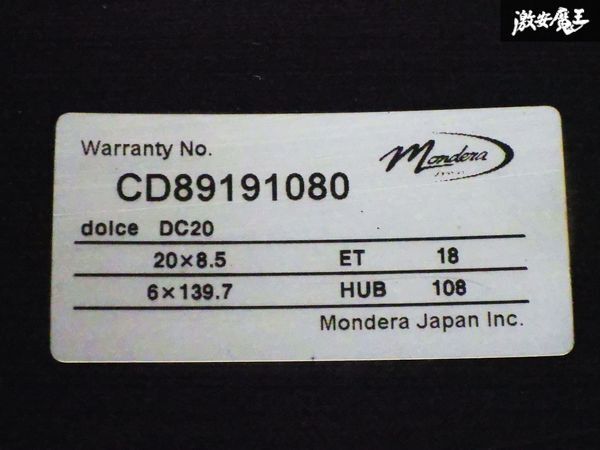 激安魔王
Warranty No.
Mondera
CD89191080
dolce DC20
20×8.5 ET 18
6×139.7 HUB 108
Mondera Japan Inc.